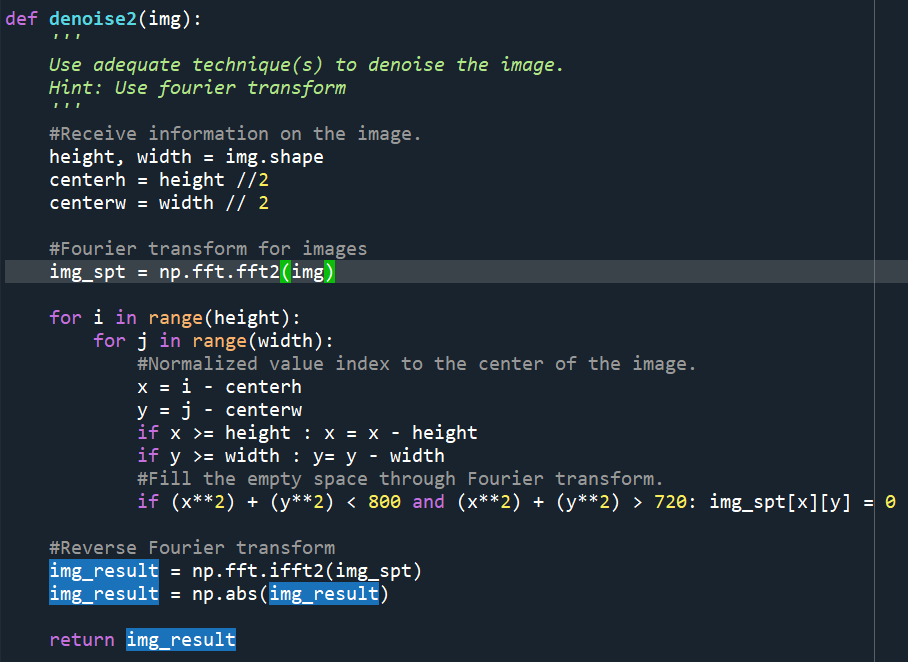 def denoise2(img):
    '''
    Use adequate technique(s) to denoise the image.
    Hint: Use fourier transform
    '''
    #Receive information on the image.
    height, width = img.shape
    centerh = height //2
    centerw = width // 2

    #Fourier transform for images
    img_spt = np.fft.fft2(img)

    for i in range(height):
        for j in range(width):
            #Normalized value index to the center of the image.
            x = i - centerh
            y = j - centerw
            if x >= height : x = x - height
            if y >= width : y= y - width
            #Fill the empty space through Fourier transform.
            if (x**2) + (y**2) < 800 and (x**2) + (y**2) > 720: img_spt[x][y] = 0

    #Reverse Fourier transform
    img_result = np.fft.ifft2(img_spt)
    img_result = np.abs(img_result)

    return img_result